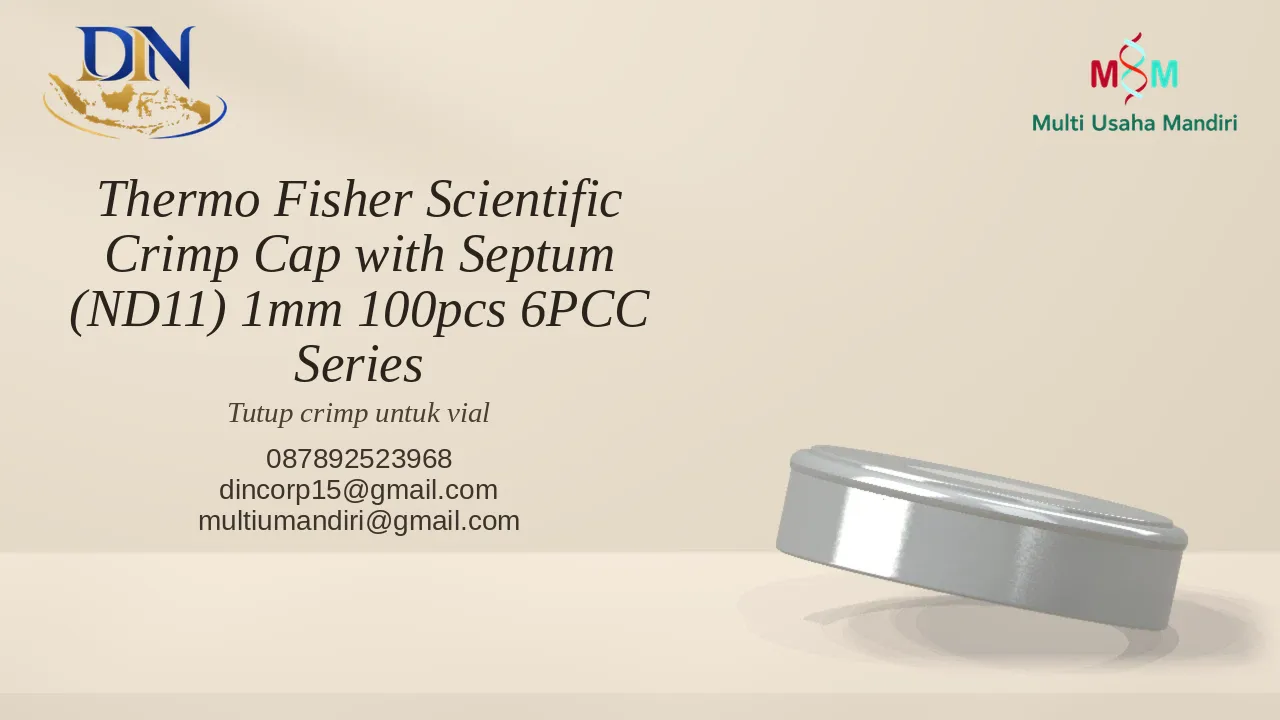 DIN
MSM
Multi Usaha Mandiri
Thermo Fisher Scientific
Crimp Cap with Septum
(ND11) 1mm 100pcs 6PCC
Series
Tutup crimp untuk vial
087892523968
dincorp15@gmail.com
multiumandiri@gmail.com